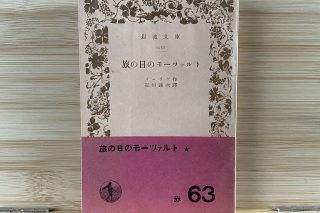 岩波文庫
旅の日のモーツァルト
メーリケ作
石川錬次譯
旅の日のモーツァルト ★
赤 63